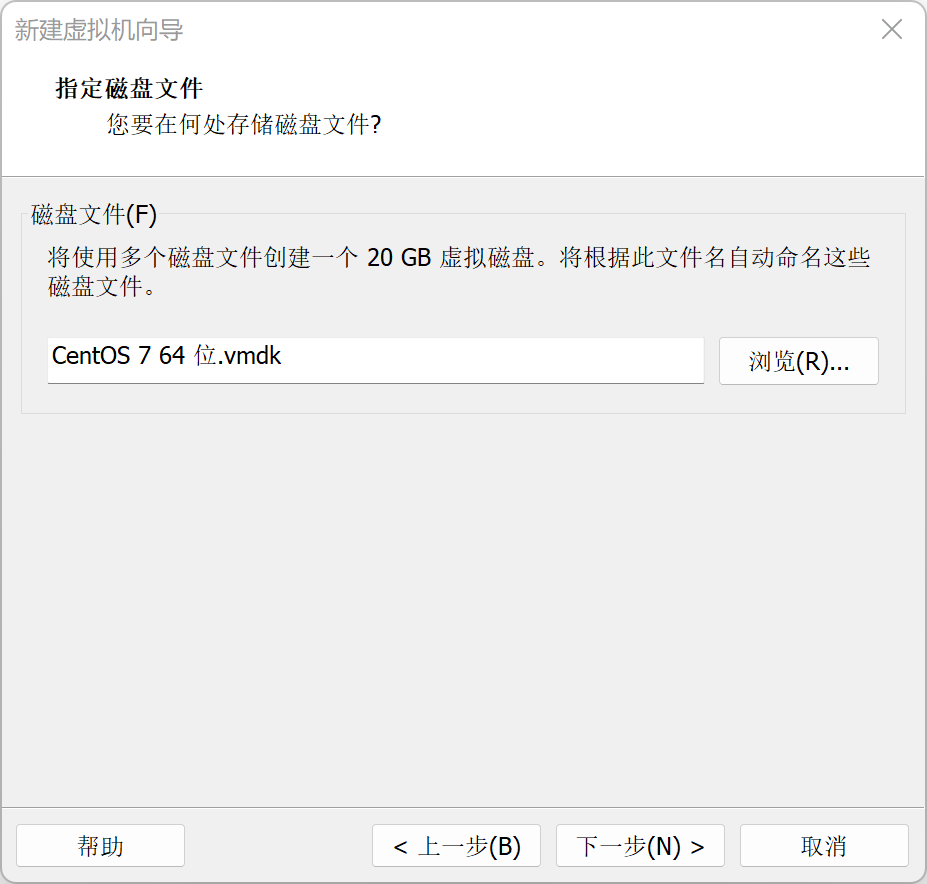 新建虚拟机向导
指定磁盘文件
您要在何处存储磁盘文件?
磁盘文件(F)
将使用多个磁盘文件创建一个 20 GB 虚拟磁盘。将根据此文件名自动命名这些
磁盘文件。
CentOS 7 64 位.vmdk
浏览(R)...
帮助
< 上一步(B)
下一步(N) >
取消